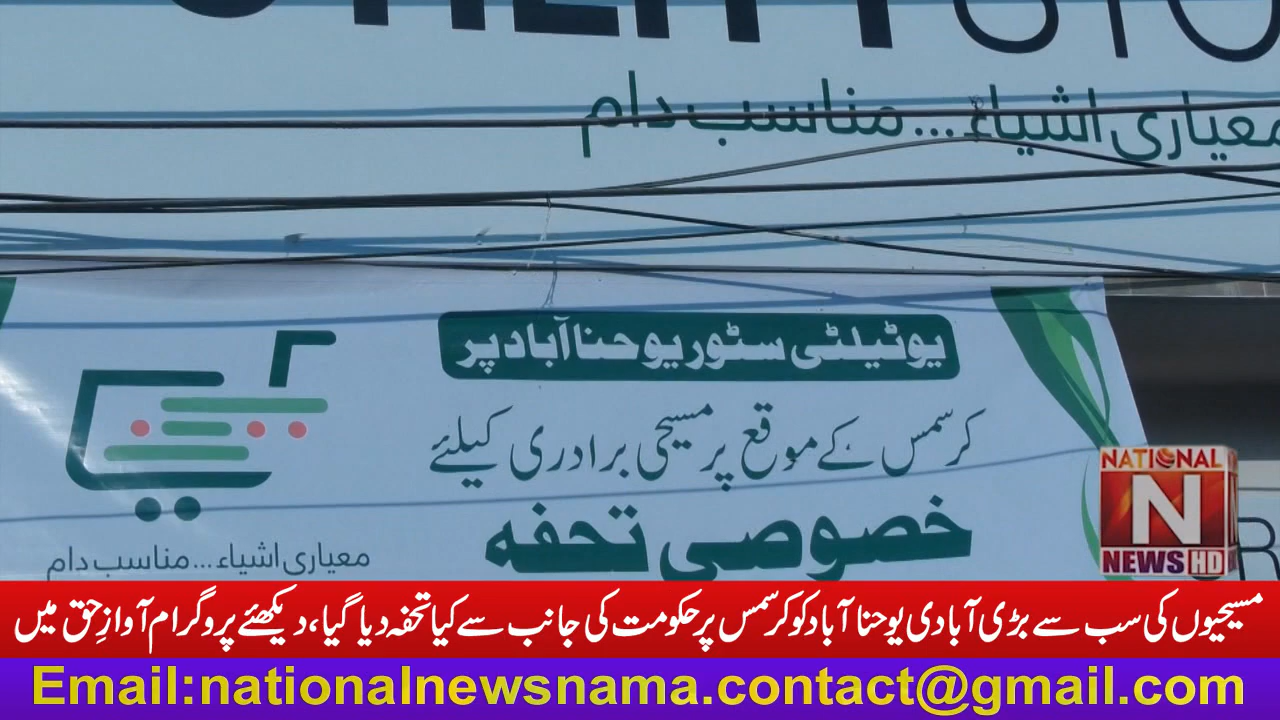 معیاری اشیاء...مناسب دام
یوٹیلٹی سٹور یوحنا آباد پر
کرسمس کے موقع پر مسیحی برادری کیلئے
خصوصی تحفہ
معیاری اشیاء...مناسب دام
NATIONAL
N
NEWS HD
مسیحیوں کی سب سے بڑی آبادی یوحنا آباد کو کرسمس پر حکومت کی جانب سے کیا تحفہ دیا گیا، دیکھئے پروگرام آوازِ حق میں
Email:nationalnewsnama.contact@gmail.com